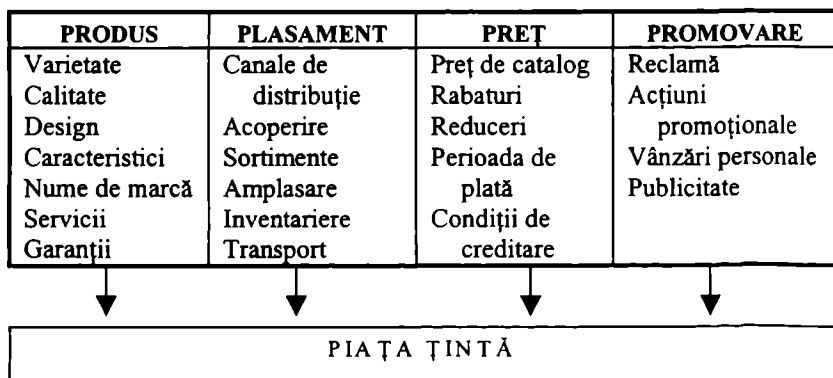 PRODUS
Varietate
Calitate
Design
Caracteristici
Nume de marcă
Servicii
Garanții
PLASAMENT
Canale de
distribuție
Acoperire
Sortimente
Amplasare
Inventariere
Transport
PREȚ
Preț de catalog
Rabaturi
Reduceri
Perioada de
plată
Condiții de
creditare
PROMOVARE
Reclamă
Acțiuni
promoționale
Vânzări personale
Publicitate
PIAȚA ȚINTĂ